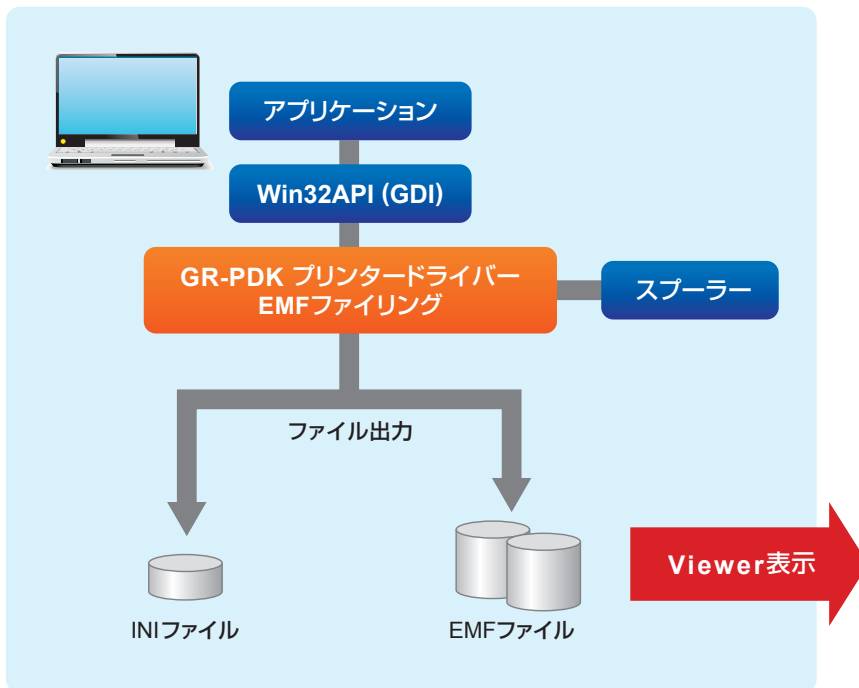 アプリケーション
Win32API (GDI)
GR-PDK プリンタードライバー
EMFファイリング
スプーラー
ファイル出力
Viewer表示
INIファイル
EMFファイル